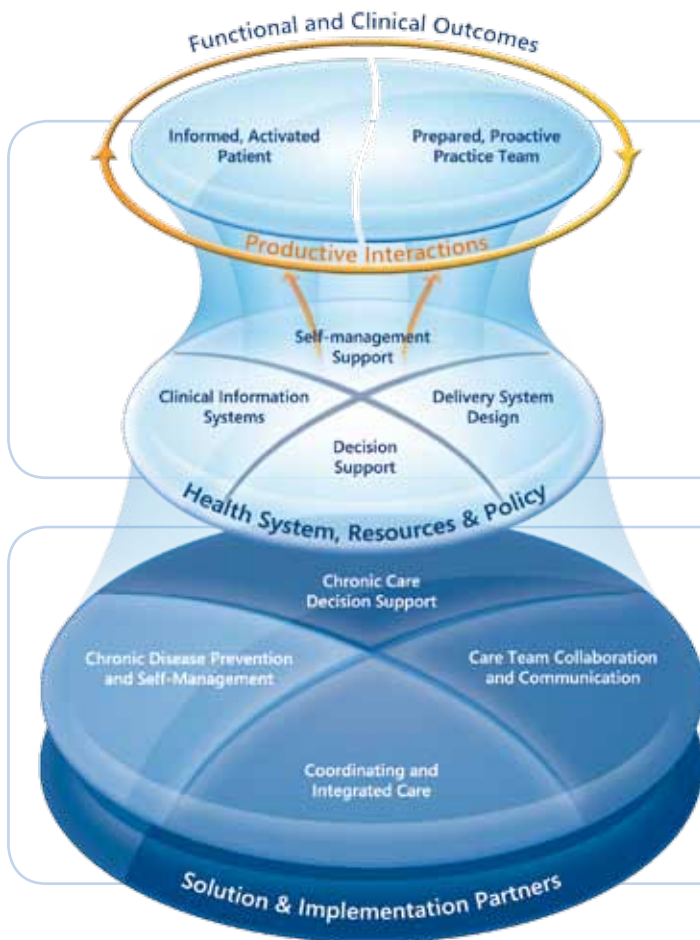 Functional and Clinical Outcomes
Informed, Activated
Patient
Prepared, Proactive
Practice Team
Productive Interactions
Self-management
Support
Clinical Information
Systems
Delivery System
Design
Decision
Support
Health System, Resources & Policy
Chronic Care
Decision Support
Chronic Disease Prevention
and Self-Management
Care Team Collaboration
and Communication
Coordinating and
Integrated Care
Solution & Implementation Partners